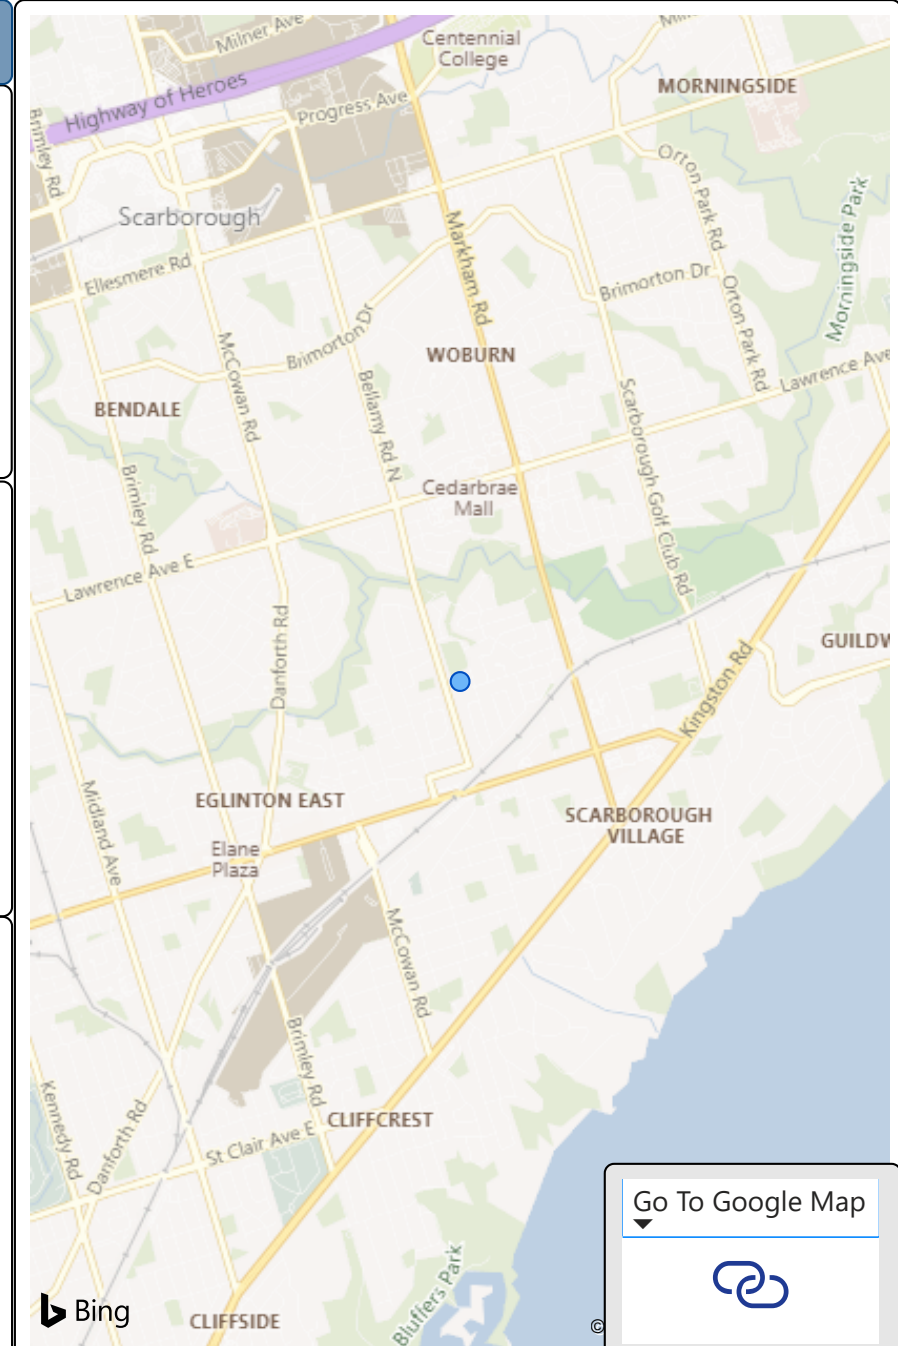 Milner Ave
Centennial
College
MORNINGSIDE
Highway of Heroes
Progress Ave
Brimley Rd
Orton Park Rd
Morningside Park
Scarborough
Markham Rd
Ellesmere Rd
Brimorton Dr
Orton Park Rd
Brimorton Dr
McCowan Rd
WOBURN
Lawrence Ave
Bellamy Rd N
Scarborough Golf Club Rd
BENDALE
Brimley Rd
Cedarbrae
Mall
Lawrence Ave E
Danforth Rd
GUILDW
Kingston Rd
Midland Ave
EGLINTON EAST
SCARBOROUGH
VILLAGE
Elane
Plaza
McCowan Rd
Brimley Rd
Kennedy Rd
Danforth Rd
CLIFFCREST
St Clair Ave E
Go To Google Map
Bluffers Park
Bing
CLIFFSIDE
©